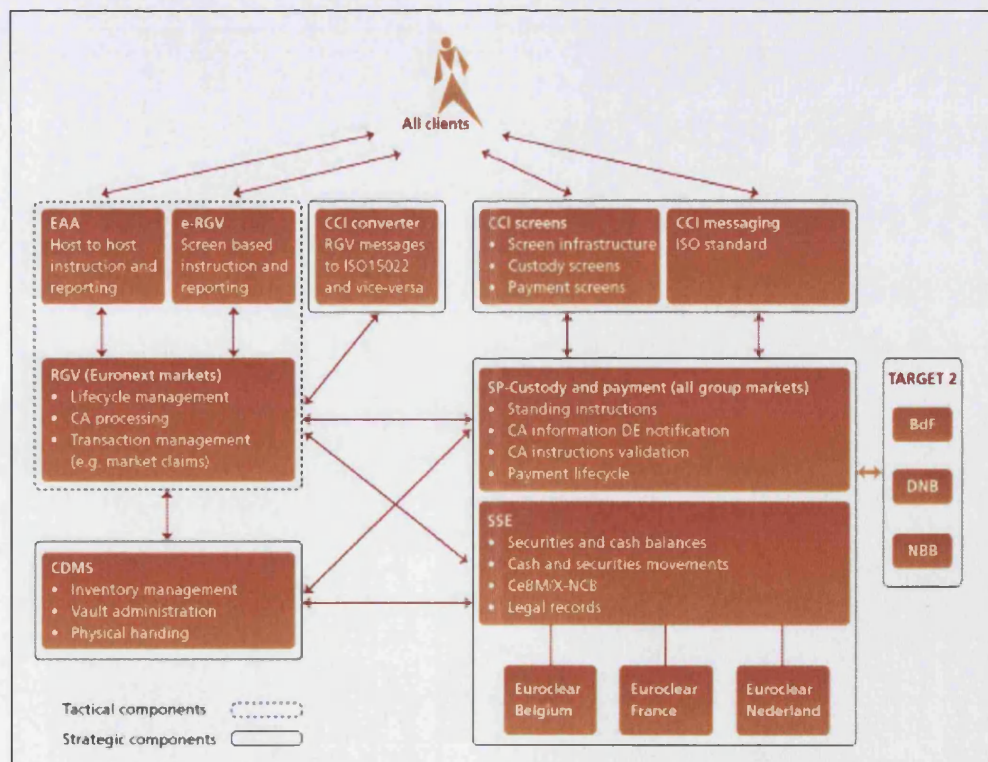 All clients
EAA
Host to host
instruction and
reporting
e-RGV
Screen based
instruction and
reporting
CCI converter
RGV messages
to ISO15022
and vice-versa
CCI screens
• Screen infrastructure
• Custody screens
• Payment screens
CCI messaging
ISO standard
RGV (Euronext markets)
• Lifecycle management
• CA processing
• Transaction management
(e.g. market claims)
SP-Custody and payment (all group markets)
• Standing instructions
• CA information DE notification
• CA instructions validation
• Payment lifecycle
TARGET 2
BdF
DNB
NBB
SSE
• Securities and cash balances
• Cash and securities movements
• CeBM/X-NCB
• Legal records
CDMS
• Inventory management
• Vault administration
• Physical handing
Euroclear
Belgium
Euroclear
France
Euroclear
Nederland
Tactical components
Strategic components